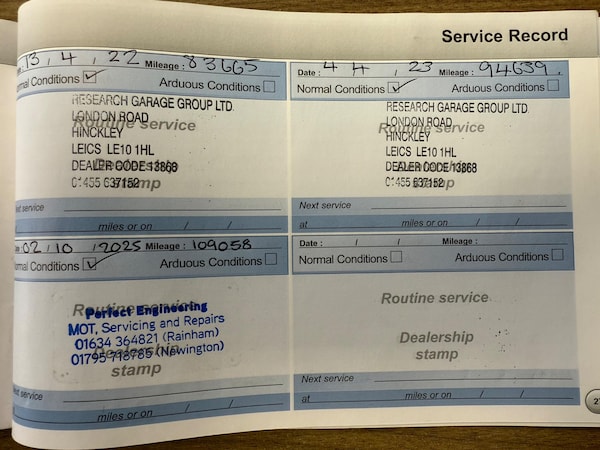 Service Record
13, 4, 22 Mileage: 83665
Normal Conditions ✓ Arduous Conditions
RESEARCH GARAGE GROUP LTD.
LONDON ROAD
Routine service
HINCKLEY
LEICS LE10 1HL
Dealership
DEALER CODE 13868
01455 637152
stamp
Next service
miles or on / /
Date: 4 4, 23 Mileage: 94639.
Normal Conditions ✓ Arduous Conditions
RESEARCH GARAGE GROUP LTD.
LONDON ROAD
Routine service
HINCKLEY
LEICS LE10 1HL
Dealership
DEALER CODE 13868
01455 637152
stamp
Next service
at miles or on / /
02 / 10 / 2025 Mileage: 109058
Normal Conditions ✓ Arduous Conditions
Routine service
Perfect Engineering
MOT, Servicing and Repairs
01634 364821 (Rainham)
Dealership
01795 718785 (Newington)
stamp
service
miles or on / /
Date: / / Mileage:
Normal Conditions Arduous Conditions
Routine service
Dealership
stamp
Next service
at miles or on / /